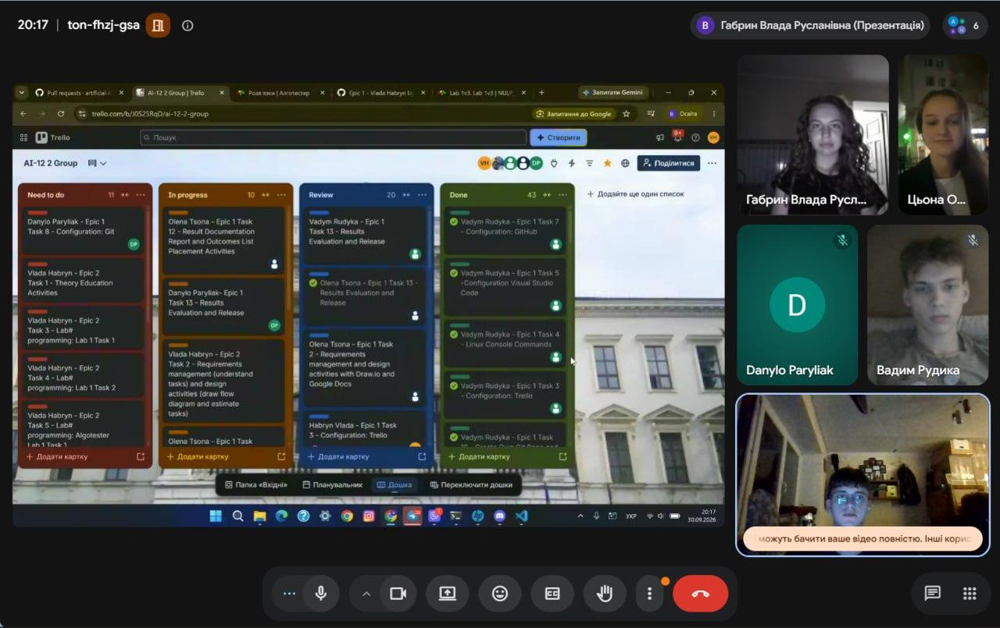 20:17 | ton-fhzj-gsa
В Габрин Влада Русланівна (Презентація)
6
Pull requests · artificial-i
AI-12 2 Group | Trello
Розв'язки | Алготестер
Epic 1 - Vlada Habryn by
Lab 1v3. Lab 1v3 | NULP
Запитати Gemini
trello.com/b/J0S25RqD/ai-12-2-group
Запитання до Google
В Освіта
Trello
Пошук
Створити
9+
VH
AI-12 2 Group
VH
DP
Поділитися
Need to do 11
Danylo Paryliak - Epic 1
Task 8 - Configuration: Git
DP
Vlada Habryn - Epic 2
Task 1 - Theory Education
Activities
Vlada Habryn - Epic 2
Task 3 - Lab#
programming: Lab 1 Task 1
Vlada Habryn - Epic 2
Task 4 - Lab#
programming: Lab 1 Task 2
Vlada Habryn - Epic 2
Task 5 - Lab#
programming: Algotester
Lab 1 Task 1
+ Додати картку
In progress 10
Olena Tsona - Epic 1 Task
12 - Result Documentation
Report and Outcomes List
Placement Activities
Danylo Paryliak- Epic 1
Task 13 - Results
Evaluation and Release
DP
Vlada Habryn - Epic 2
Task 2 - Requirements
management (understand
tasks) and design
activities (draw flow
diagram and estimate
tasks)
Olena Tsona - Epic 1 Task
+ Додати картку
Review 20
Vadym Rudyka - Epic 1
Task 13 - Results
Evaluation and Release
Olena Tsona - Epic 1 Task 13 -
Results Evaluation and
Release
Olena Tsona - Epic 1 Task
2 - Requirements
management and design
activities with Draw.io and
Google Docs
Habryn Vlada - Epic 1 Task
3 - Configuration: Trello
+ Додати картку
Done 43
Vadym Rudyka - Epic 1 Task 7
- Configuration: GitHub
Vadym Rudyka - Epic 1 Task 5
-Configuration Visual Studio
Code
Vadym Rudyka - Epic 1 Task 4
- Linux Console Commands
Vadym Rudyka - Epic 1 Task 3
- Configuration: Trello
Vadym Rudyka - Epic 1 Task
+ Додати картку
+ Додайте ще один список
Папка «Вхідні»
Планувальник
Дошка
Переключити дошки
УКР
20:17
30.09.2026
Габрин Влада Русл...
Цьона О...
D
Danylo Paryliak
Вадим Рудика
можуть бачити ваше відео повністю. Інші корис